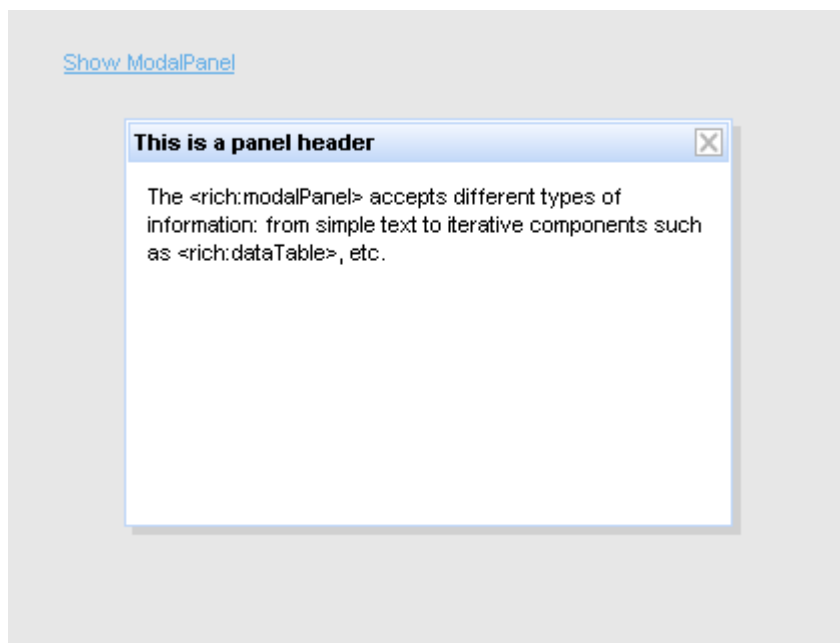 Show ModalPanel
This is a panel header
The <rich:modalPanel> accepts different types of
information: from simple text to iterative components such
as <rich:dataTable>, etc.